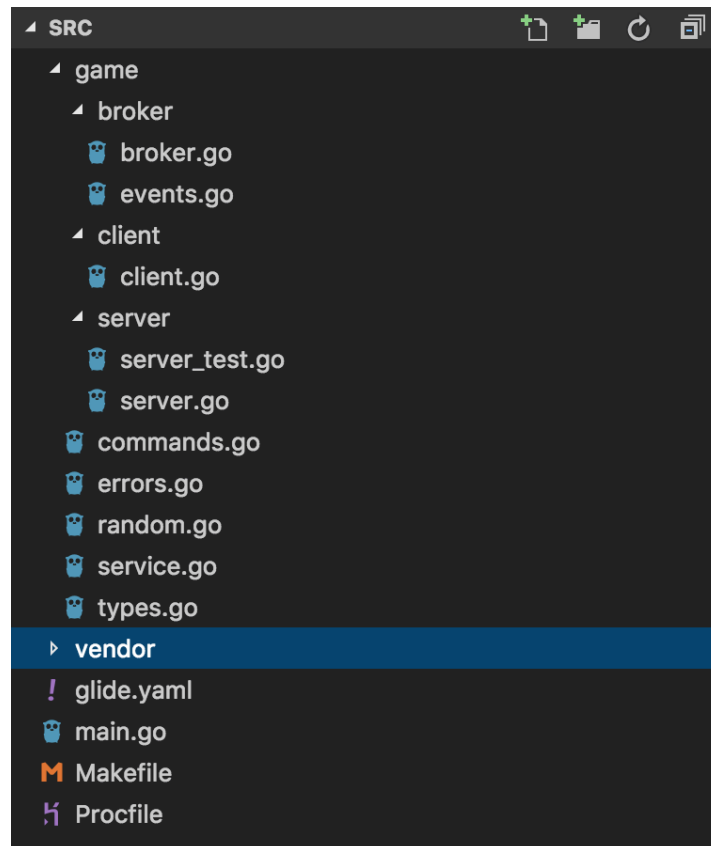 SRC
game
broker
broker.go
events.go
client
client.go
server
server_test.go
server.go
commands.go
errors.go
random.go
service.go
types.go
vendor
! glide.yaml
main.go
M Makefile
Procfile